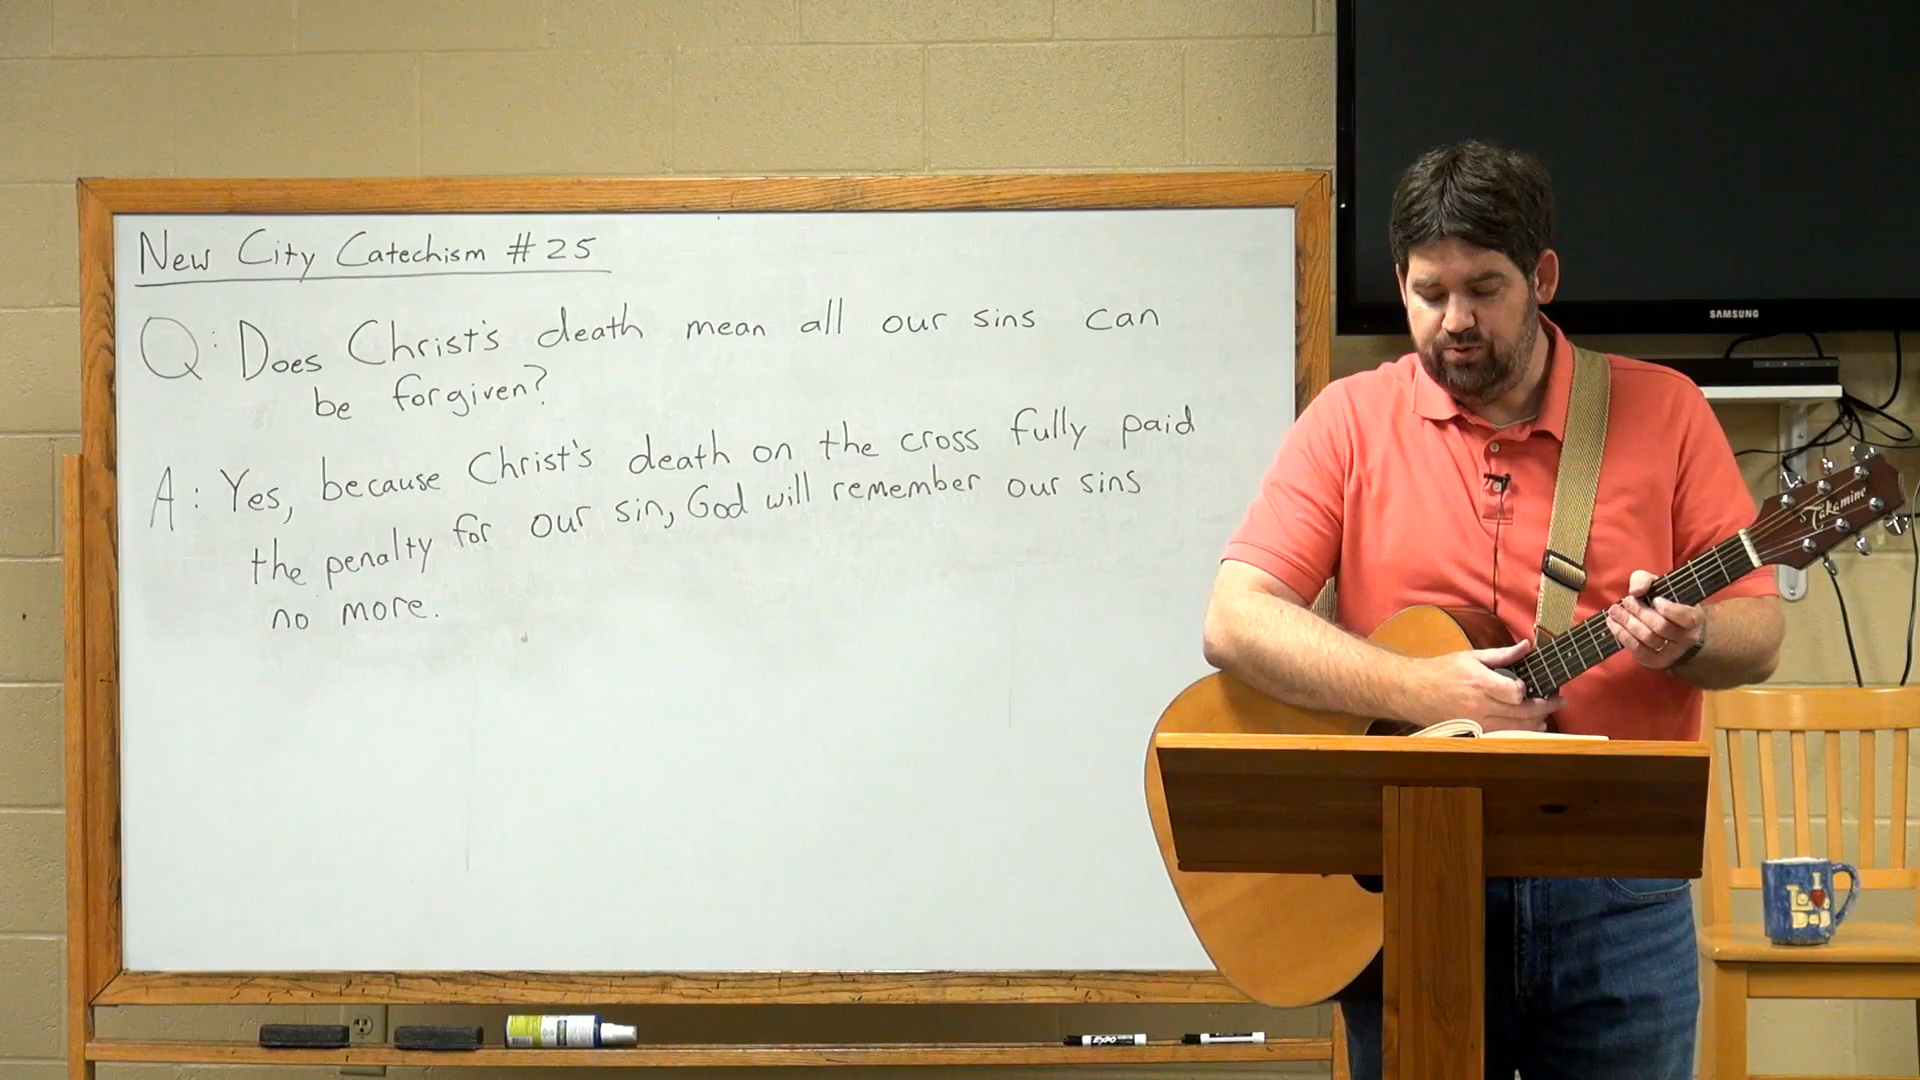 New City Catechism #25
Q: Does Christ's death mean all our sins can
be forgiven?
A: Yes, because Christ's death on the cross fully paid
the penalty for our sin, God will remember our sins
no more.
SAMSUNG
Takamine
I
Love
Dad
EXPO